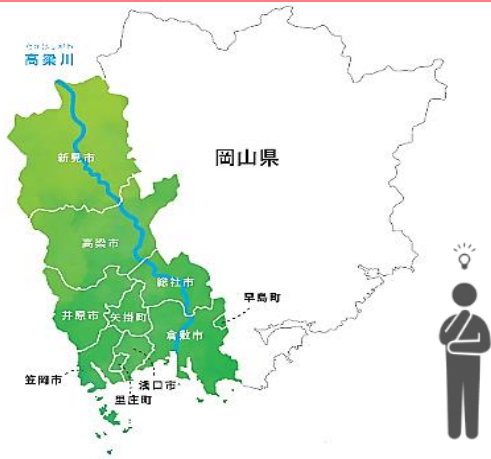 たかはしがわ
高梁川
新見市
岡山県
高梁市
総社市
早島町
井原市
矢掛町
倉敷市
笠岡市
浅口市
里庄町